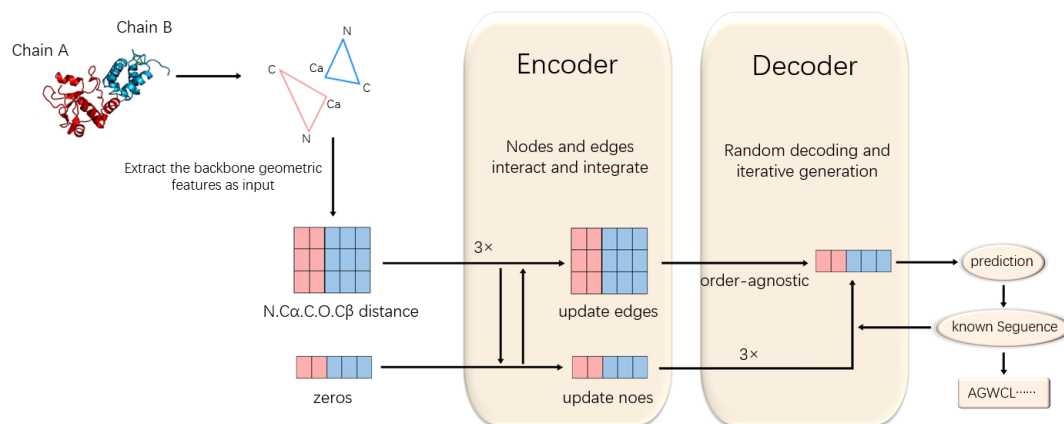 Chain B
Chain A
N
Ca
C
C
Ca
N
Extract the backbone geometric
features as input
Encoder
Decoder
Nodes and edges
interact and integrate
Random decoding and
iterative generation
3×
order-agnostic
prediction
N.Cα.C.O.Cβ distance
update edges
known Seguence
3×
zeros
update noes
AGWCL······